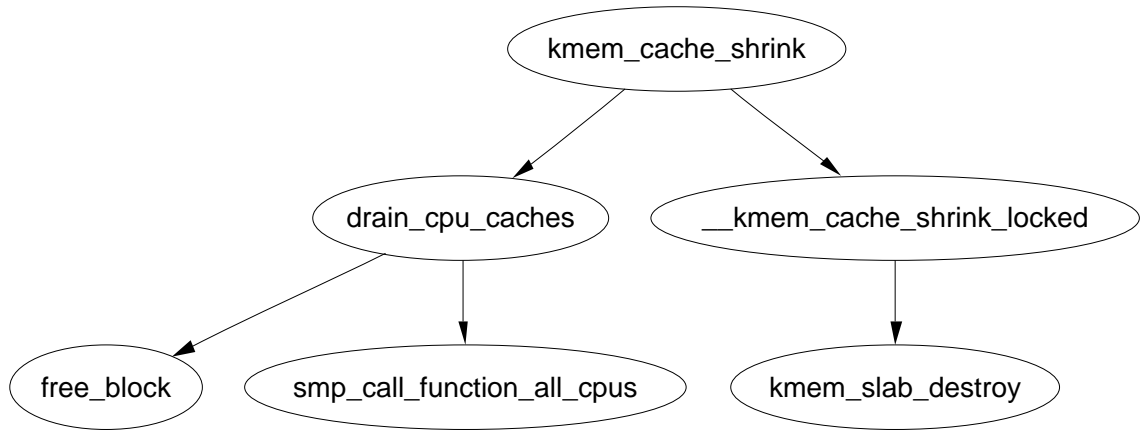 kmem_cache_shrink
drain_cpu_caches
__kmem_cache_shrink_locked
free_block
smp_call_function_all_cpus
kmem_slab_destroy